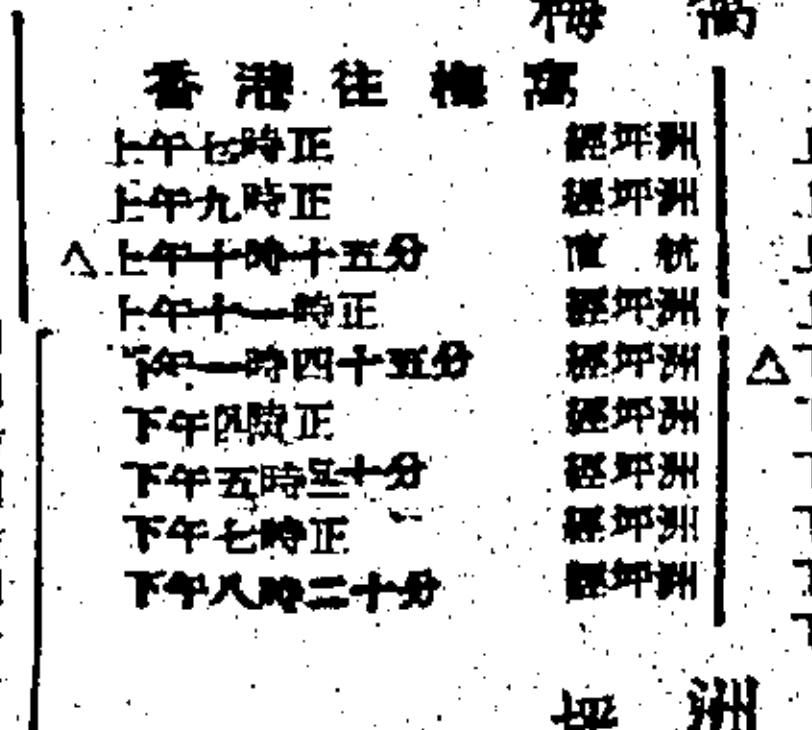 梅窩
香港往梅窩
上午七時正 經坪洲
上午九時正 經坪洲
△ 上午十時十五分 直航
上午十一時正 經坪洲
下午一時四十五分 經坪洲
下午四時正 經坪洲
下午五時五十分 經坪洲
下午七時正 經坪洲
下午八時二十分 經坪洲
△
坪洲